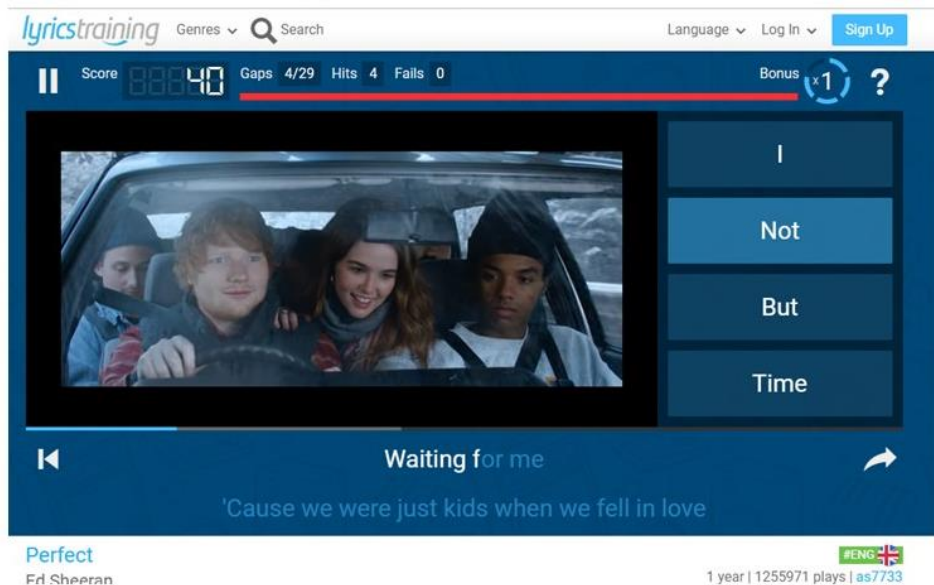 lyricstraining Genres Search Language Log In Sign Up
Score 40 Gaps 4/29 Hits 4 Fails 0 Bonus x1 ?
I
Not
But
Time
Waiting for me
'Cause we were just kids when we fell in love
Perfect #ENG
Ed Sheeran 1 year | 1255971 plays | as7733